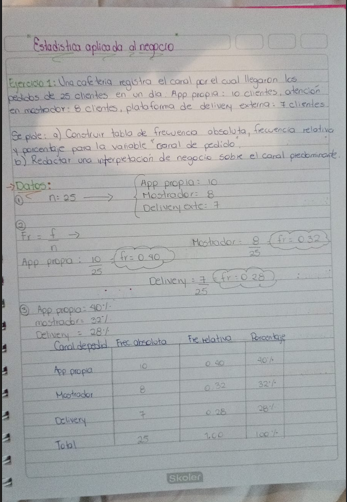 "Estadistica aplicada al negocio"
Ejercicio 1: Una cafeteria registra el canal por el cual llegaron los
pedidos de 25 clientes en un dia. App propia: 10 clientes, atención
en mostrador: 8 clientes, plataforma de delivery externa: 7 clientes
Se pide: a) Construir tabla de frecuencia absoluta, frecuencia relativa
y porcentaje para la variable "canal de pedido.
b) Redactar una interpretacion de negocio sobre el canal predominante.
→ Datos:
① n: 25 →
App propia: 10
Mostrador: 8
Delivery exte: 7
②
Fr = f/n →
Mostrador: 8/25 fr = 0.32
App propia: 10/25 fr = 0.40
Delivery: 7/25 fr = 0.28
③ App propia: 40%
mostrador: 32%
Delivery = 28%
Canal de pedido Frec absoluta Fre relativa Porcentaje
App propia 10 0.40 40%
Mostrador 8 0.32 32%
Delivery 7 0.28 28%
Total 25 1.00 100%
Skoler